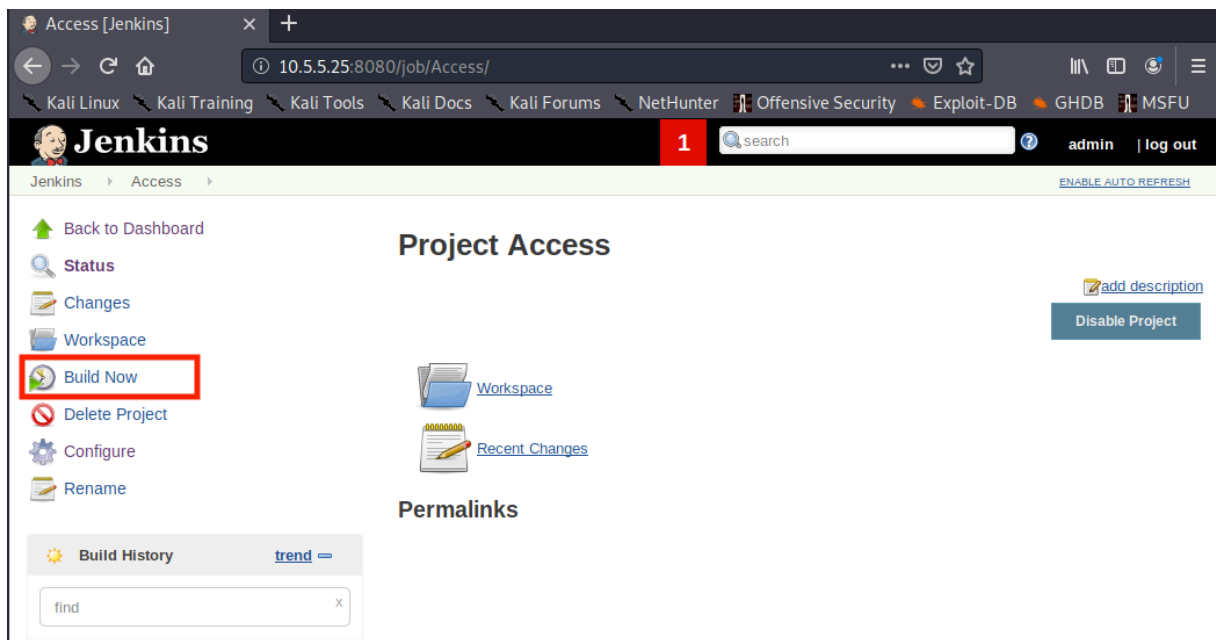 Access [Jenkins]
10.5.5.25:8080/job/Access/
Kali Linux Kali Training Kali Tools Kali Docs Kali Forums NetHunter Offensive Security Exploit-DB GHDB MSFU
Jenkins 1 search admin | log out
Jenkins Access ENABLE AUTO REFRESH
Back to Dashboard
Project Access
Status
add description
Changes
Disable Project
Workspace
Build Now
Workspace
Delete Project
Configure
Recent Changes
Rename
Permalinks
Build History trend
find x